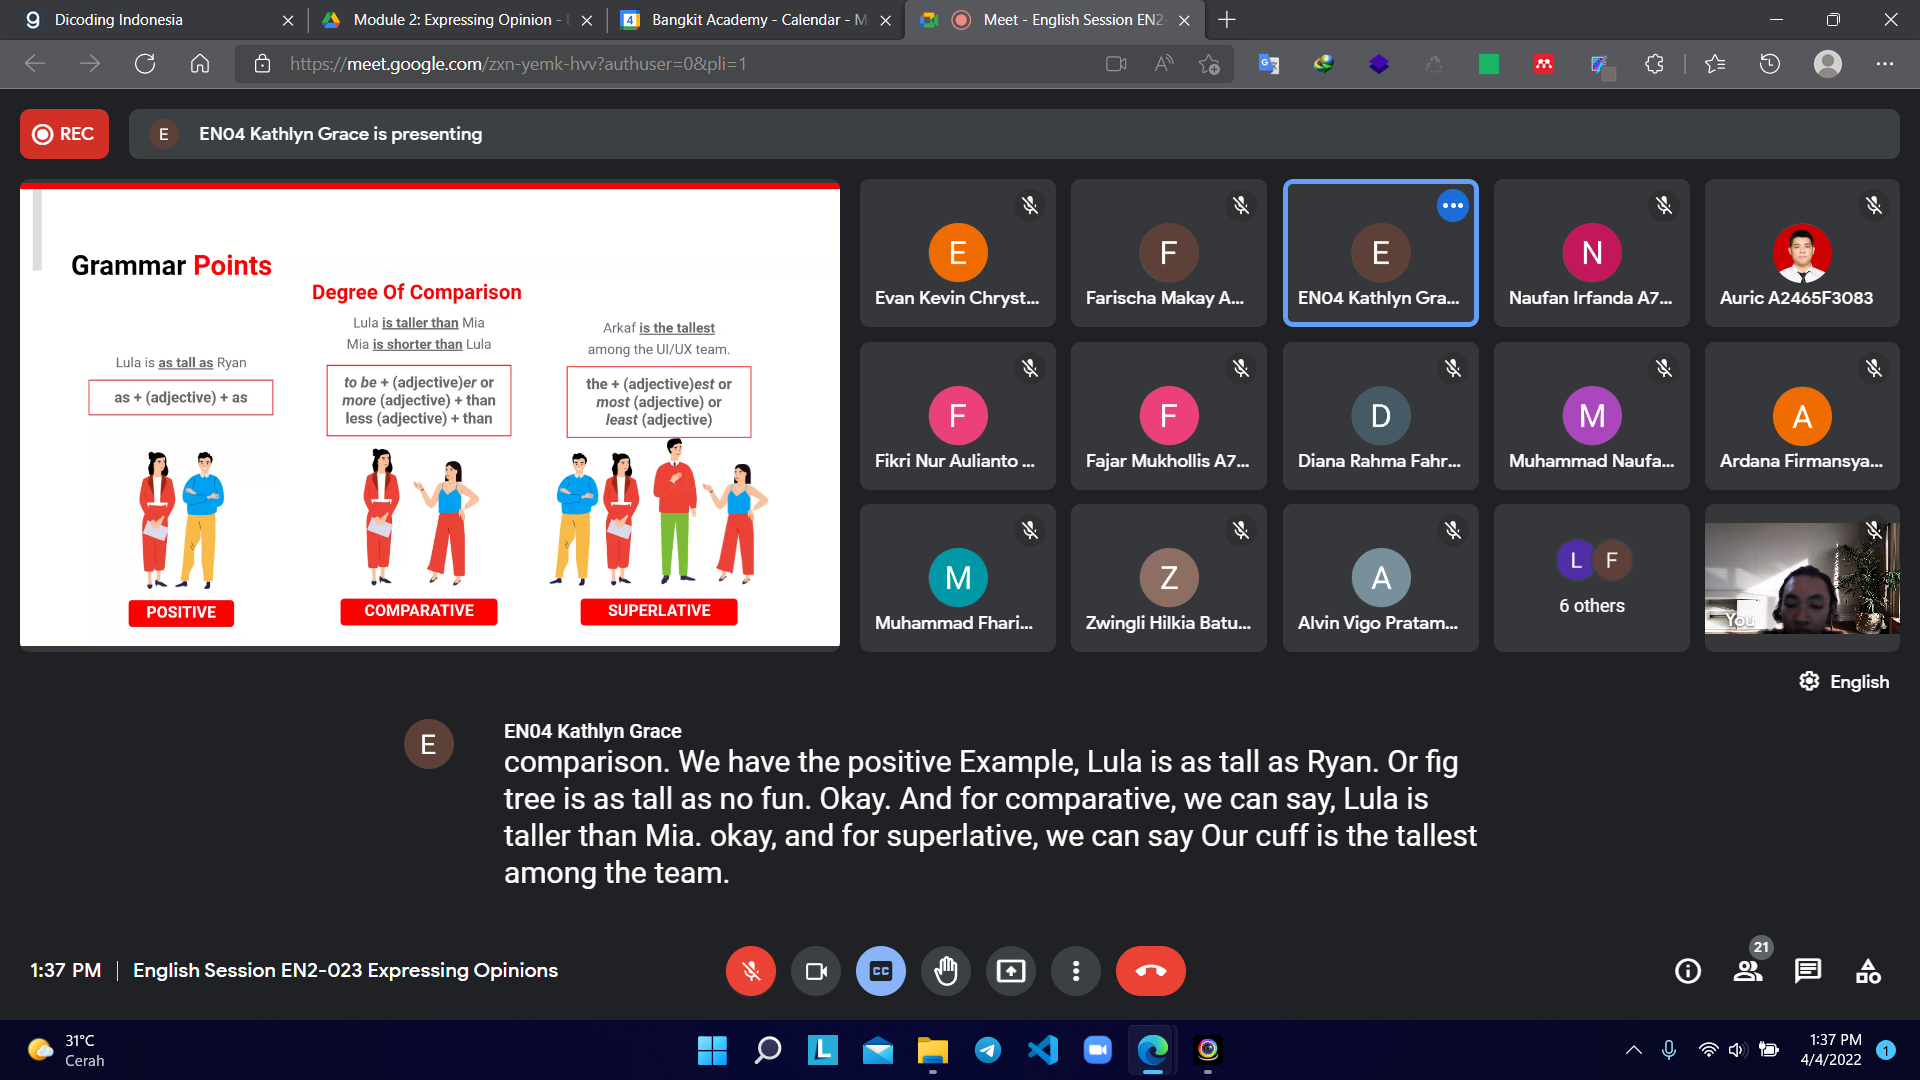 Dicoding Indonesia
Module 2: Expressing Opinion -
Bangkit Academy - Calendar - M
Meet - English Session EN2-
https://meet.google.com/zxn-yemk-hvv?authuser=0&pli=1
REC
E
EN04 Kathlyn Grace is presenting
Grammar Points
Degree Of Comparison
Lula is as tall as Ryan
as + (adjective) + as
POSITIVE
Lula is taller than Mia
Mia is shorter than Lula
to be + (adjective)er or
more (adjective) + than
less (adjective) + than
COMPARATIVE
Arkaf is the tallest
among the UI/UX team.
the + (adjective)est or
most (adjective) or
least (adjective)
SUPERLATIVE
E
Evan Kevin Chryst...
F
Farischa Makay A...
E
EN04 Kathlyn Gra...
N
Naufan Irfanda A7...
Auric A2465F3083
F
Fikri Nur Aulianto ...
F
Fajar Mukhollis A7...
D
Diana Rahma Fahr...
M
Muhammad Naufa...
A
Ardana Firmansya...
M
Muhammad Fhari...
Z
Zwingli Hilkia Batu...
A
Alvin Vigo Pratam...
L F
6 others
You
English
E
EN04 Kathlyn Grace
comparison. We have the positive Example, Lula is as tall as Ryan. Or fig
tree is as tall as no fun. Okay. And for comparative, we can say, Lula is
taller than Mia. okay, and for superlative, we can say Our cuff is the tallest
among the team.
1:37 PM | English Session EN2-023 Expressing Opinions
CC
21
31°C
Cerah
L
1:37 PM
4/4/2022
1